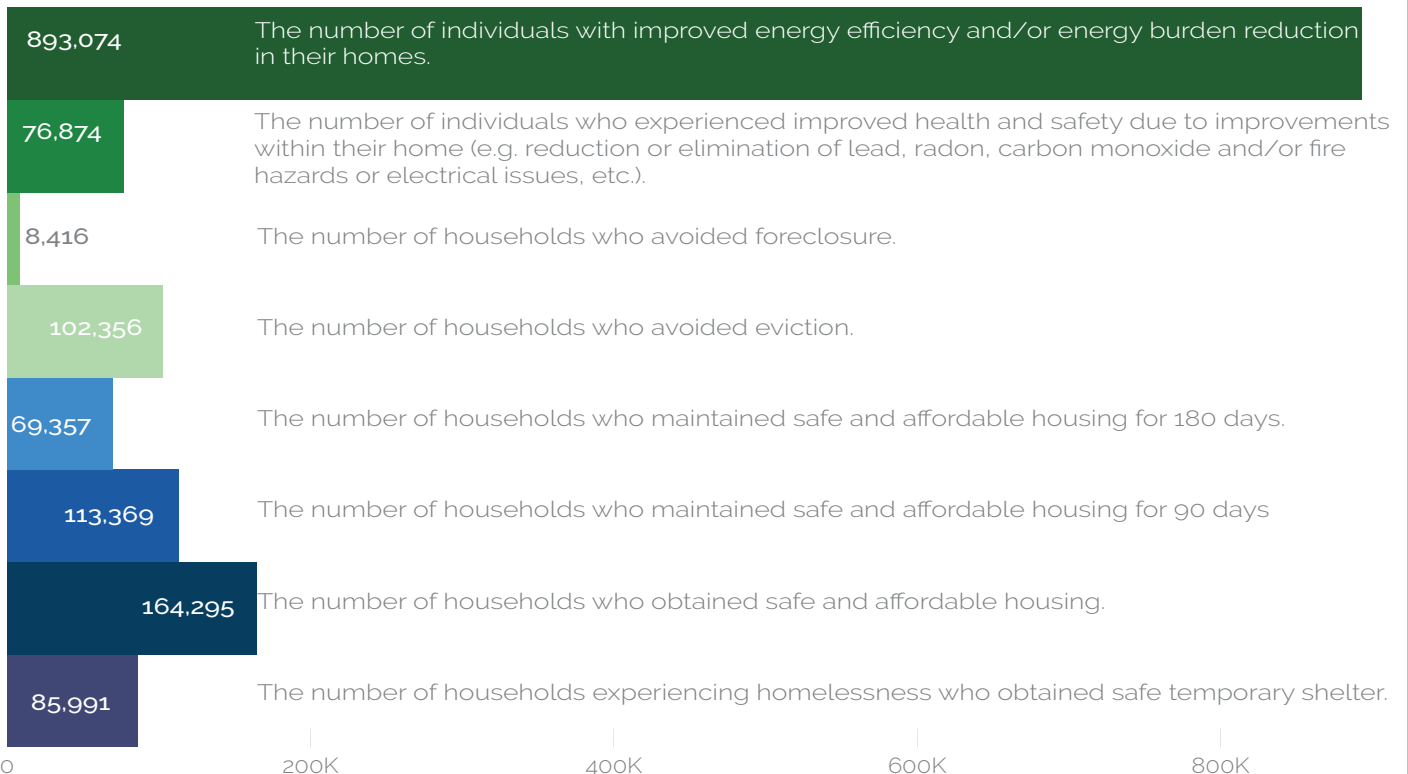 893,074
The number of individuals with improved energy efficiency and/or energy burden reduction
in their homes.
76,874
The number of individuals who experienced improved health and safety due to improvements
within their home (e.g. reduction or elimination of lead, radon, carbon monoxide and/or fire
hazards or electrical issues, etc.).
8,416
The number of households who avoided foreclosure.
102,356
The number of households who avoided eviction.
69,357
The number of households who maintained safe and affordable housing for 180 days.
113,369
The number of households who maintained safe and affordable housing for 90 days
164,295
The number of households who obtained safe and affordable housing.
85,991
The number of households experiencing homelessness who obtained safe temporary shelter.
0 200K 400K 600K 800K